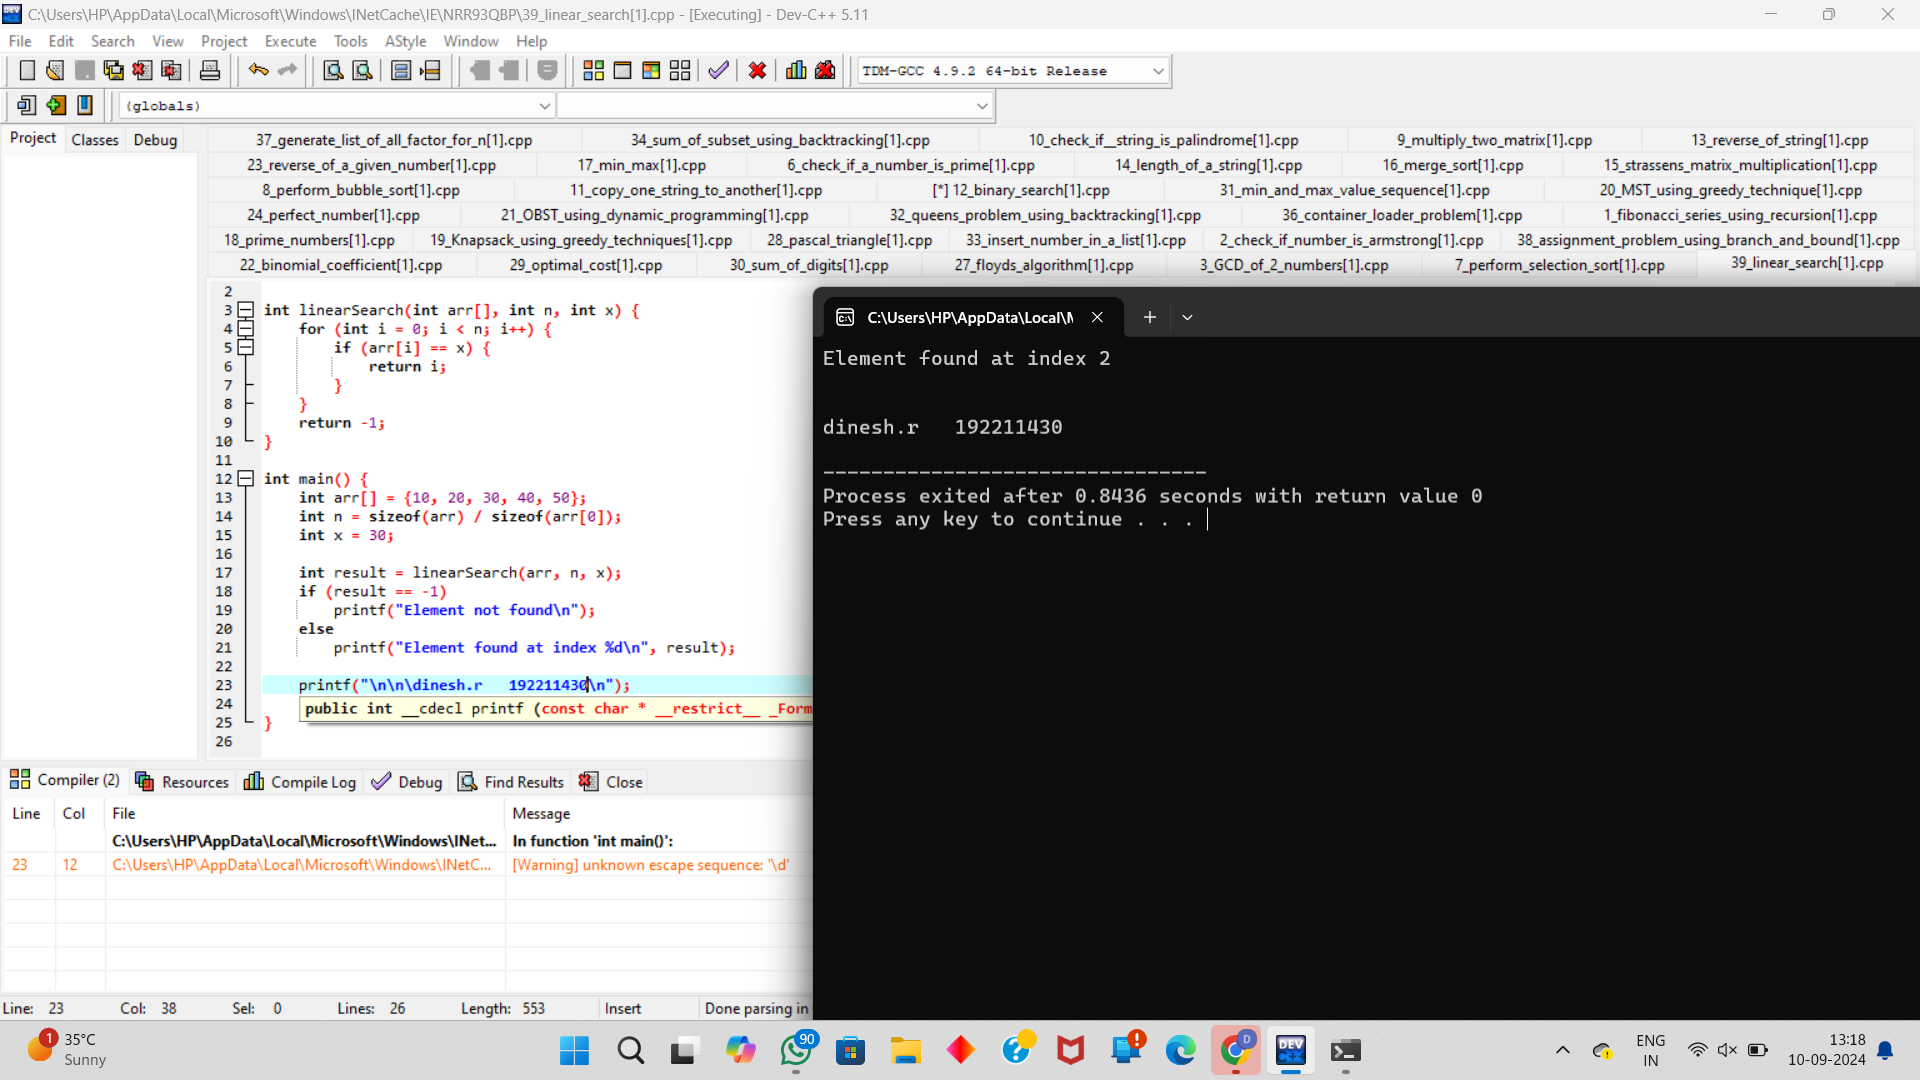 C:\Users\HP\AppData\Local\Microsoft\Windows\INetCache\IE\NRR93QBP\39_linear_search[1].cpp - [Executing] - Dev-C++ 5.11
File Edit Search View Project Execute Tools AStyle Window Help
TDM-GCC 4.9.2 64-bit Release
(globals)
Project Classes Debug
37_generate_list_of_all_factor_for_n[1].cpp 34_sum_of_subset_using_backtracking[1].cpp 10_check_if__string_is_palindrome[1].cpp 9_multiply_two_matrix[1].cpp 13_reverse_of_string[1].cpp
23_reverse_of_a_given_number[1].cpp 17_min_max[1].cpp 6_check_if_a_number_is_prime[1].cpp 14_length_of_a_string[1].cpp 16_merge_sort[1].cpp 15_strassens_matrix_multiplication[1].cpp
8_perform_bubble_sort[1].cpp 11_copy_one_string_to_another[1].cpp [*] 12_binary_search[1].cpp 31_min_and_max_value_sequence[1].cpp 20_MST_using_greedy_technique[1].cpp
24_perfect_number[1].cpp 21_OBST_using_dynamic_programming[1].cpp 32_queens_problem_using_backtracking[1].cpp 36_container_loader_problem[1].cpp 1_fibonacci_series_using_recursion[1].cpp
18_prime_numbers[1].cpp 19_Knapsack_using_greedy_techniques[1].cpp 28_pascal_triangle[1].cpp 33_insert_number_in_a_list[1].cpp 2_check_if_number_is_armstrong[1].cpp 38_assignment_problem_using_branch_and_bound[1].cpp
22_binomial_coefficient[1].cpp 29_optimal_cost[1].cpp 30_sum_of_digits[1].cpp 27_floyds_algorithm[1].cpp 3_GCD_of_2_numbers[1].cpp 7_perform_selection_sort[1].cpp 39_linear_search[1].cpp
2
3 int linearSearch(int arr[], int n, int x) {
4 for (int i = 0; i < n; i++) {
5 if (arr[i] == x) {
6 return i;
7 }
8 }
9 return -1;
10 }
11
12 int main() {
13 int arr[] = {10, 20, 30, 40, 50};
14 int n = sizeof(arr) / sizeof(arr[0]);
15 int x = 30;
16
17 int result = linearSearch(arr, n, x);
18 if (result == -1)
19 printf("Element not found\n");
20 else
21 printf("Element found at index %d\n", result);
22
23 printf("\n\n\dinesh.r   192211430\n");
24 public int __cdecl printf (const char * __restrict__ _Form
25 }
26
C:\Users\HP\AppData\Local\M
Element found at index 2
dinesh.r   192211430
--------------------------------
Process exited after 0.8436 seconds with return value 0
Press any key to continue . . .
Compiler (2) Resources Compile Log Debug Find Results Close
Line Col File Message
C:\Users\HP\AppData\Local\Microsoft\Windows\INet... In function 'int main()':
23 12 C:\Users\HP\AppData\Local\Microsoft\Windows\INetC... [Warning] unknown escape sequence: '\d'
Line: 23 Col: 38 Sel: 0 Lines: 26 Length: 553 Insert Done parsing in
1 35°C
Sunny
90
D
DEV
C++
ENG
IN
13:18
10-09-2024